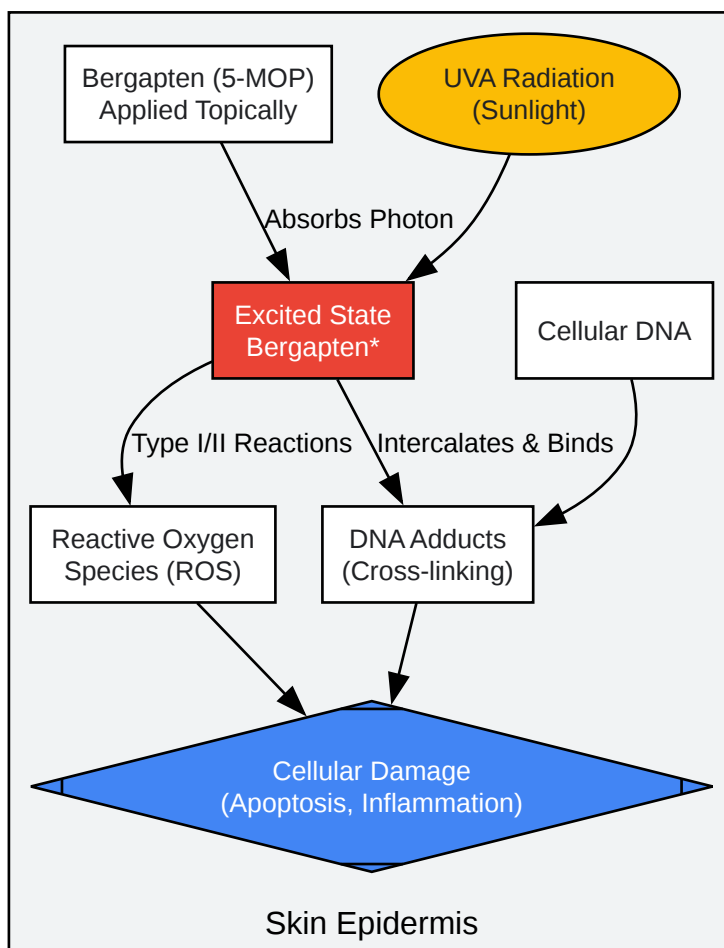 Bergapten (5-MOP)
Applied Topically
UVA Radiation
(Sunlight)
Absorbs Photon
Excited State
Bergapten*
Cellular DNA
Type I/II Reactions
Intercalates & Binds
Reactive Oxygen
Species (ROS)
DNA Adducts
(Cross-linking)
Cellular Damage
(Apoptosis, Inflammation)
Skin Epidermis